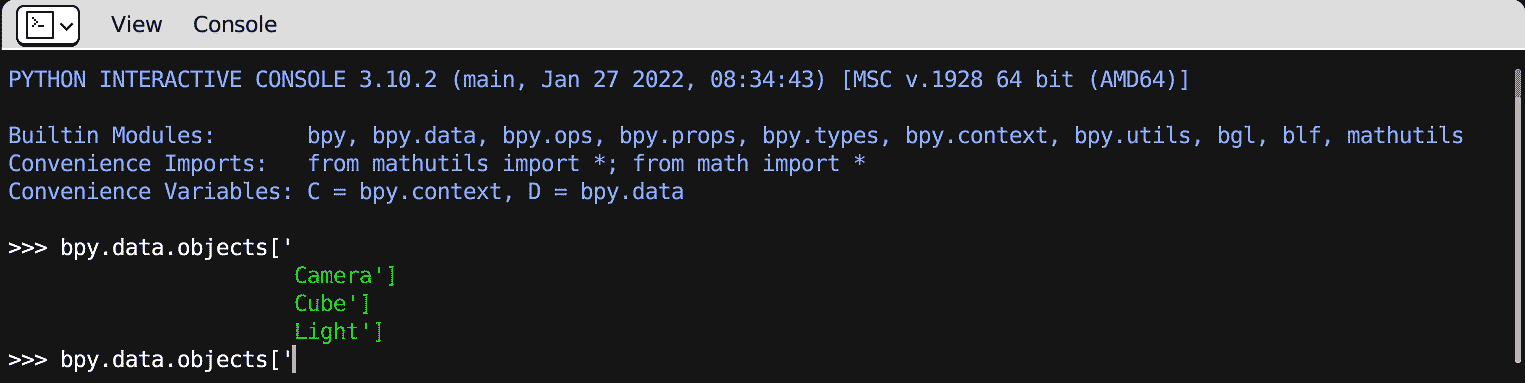 View Console
PYTHON INTERACTIVE CONSOLE 3.10.2 (main, Jan 27 2022, 08:34:43) [MSC v.1928 64 bit (AMD64)]
Builtin Modules: bpy, bpy.data, bpy.ops, bpy.props, bpy.types, bpy.context, bpy.utils, bgl, blf, mathutils
Convenience Imports: from mathutils import *; from math import *
Convenience Variables: C = bpy.context, D = bpy.data
>>> bpy.data.objects['
Camera']
Cube']
Light']
>>> bpy.data.objects['